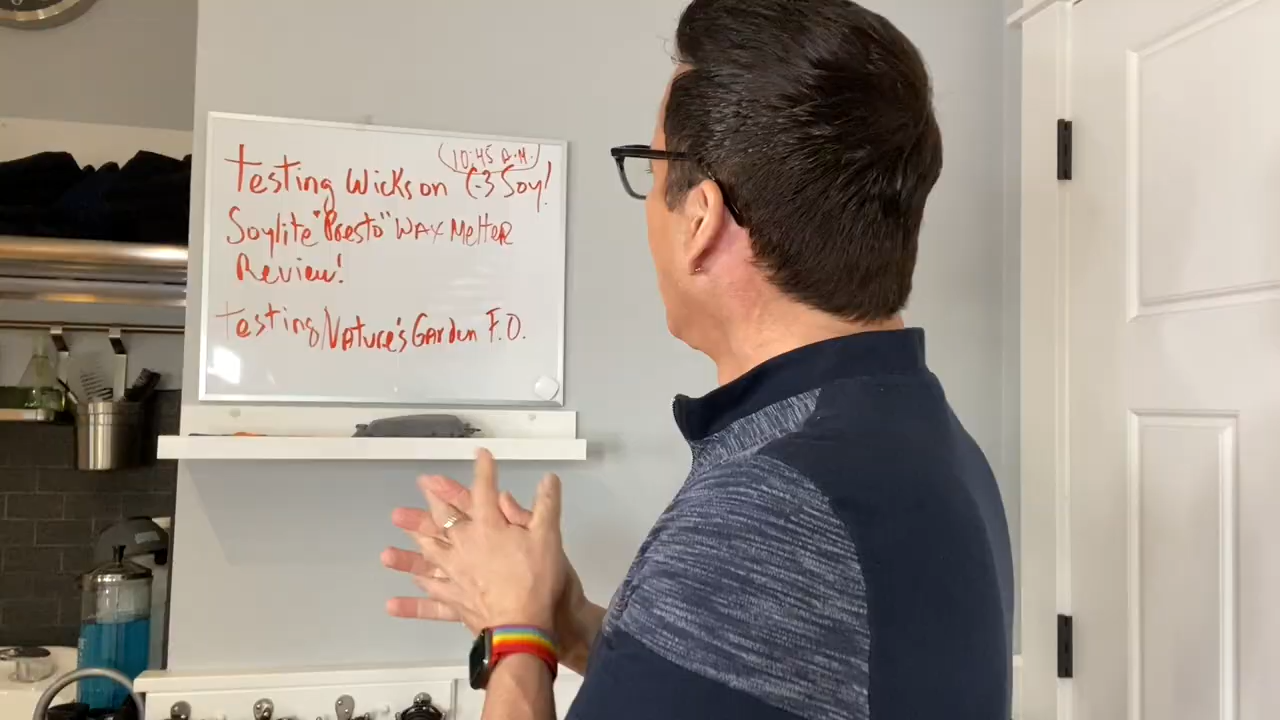 (10:45 A.M.)
Testing Wicks on C-3 Soy!
Soylite "Presto" WAX Melter
Review!
Testing Nature's Garden F.O.